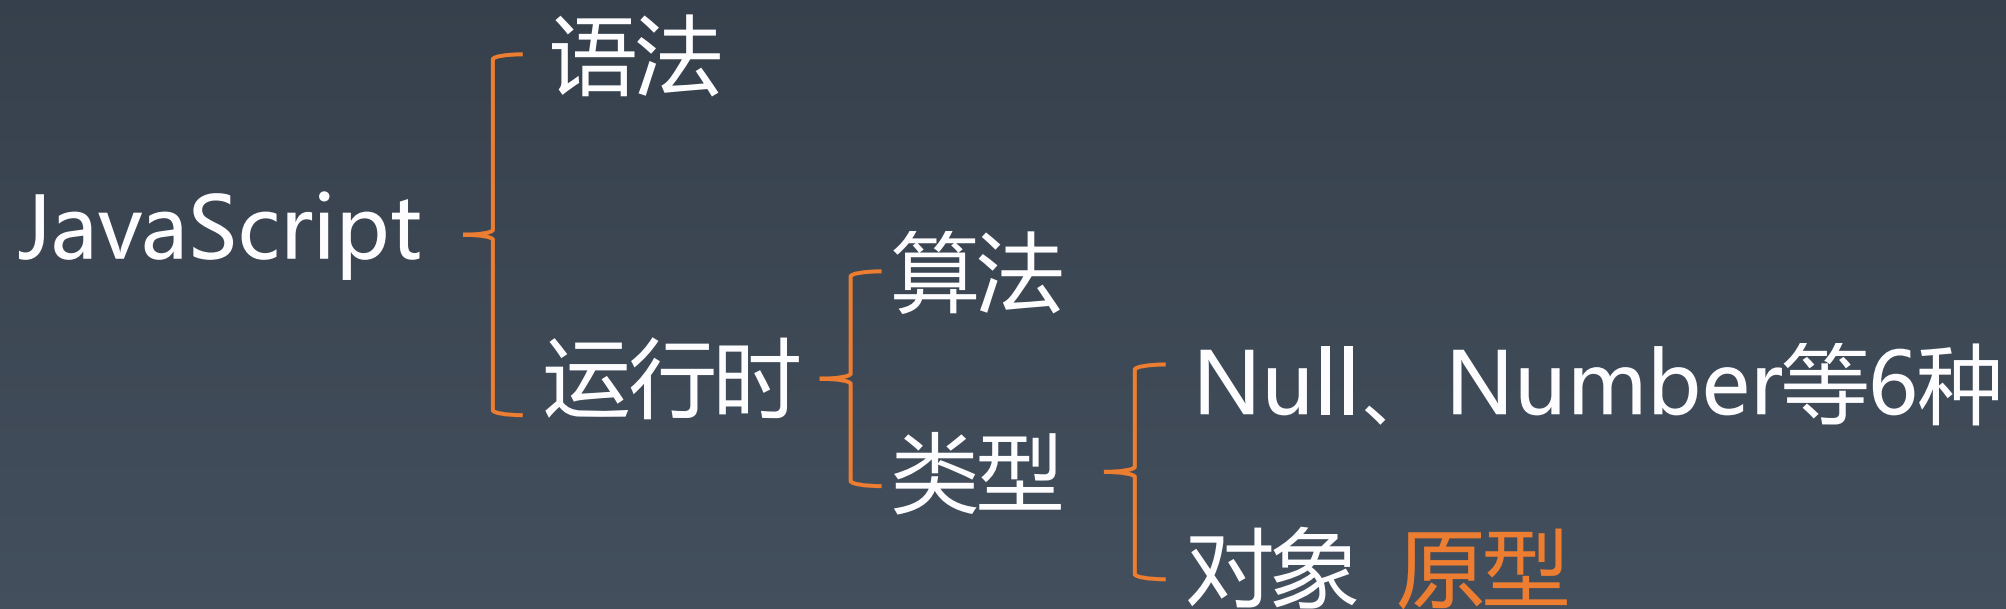 语法
JavaScript
算法
运行时
Null、Number等6种
类型
对象 原型